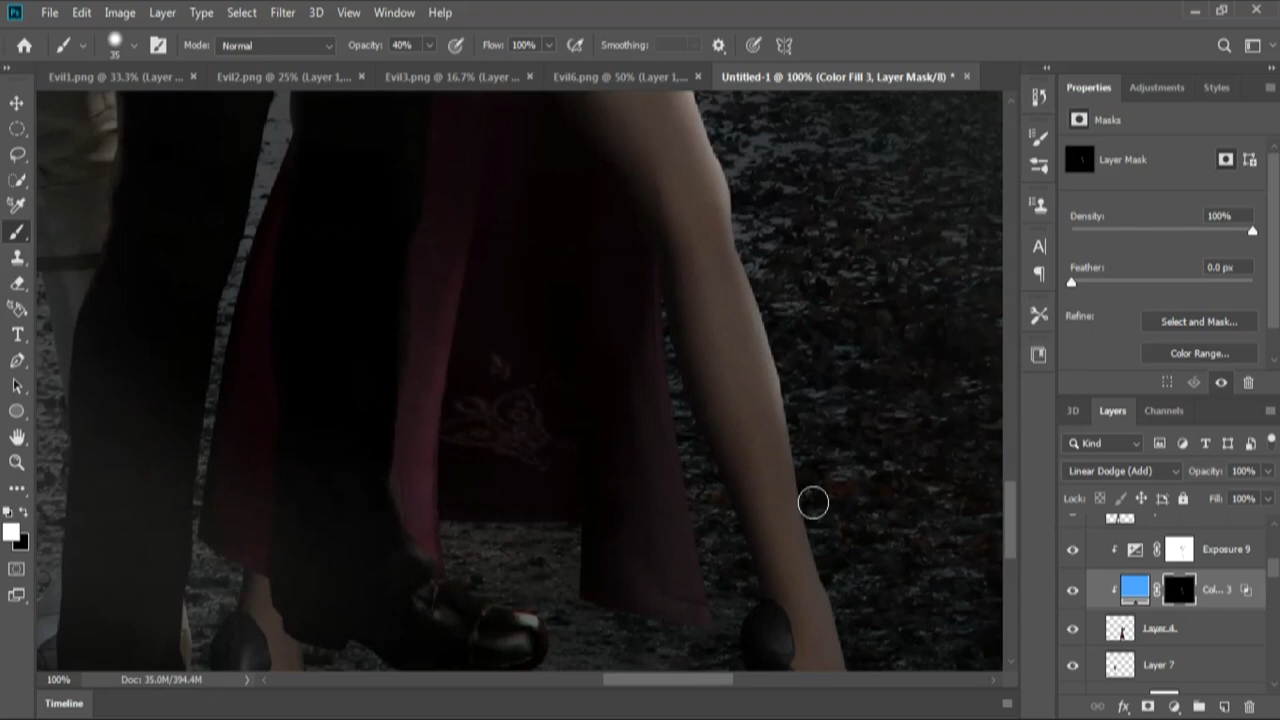 Ps File Edit Image Layer Type Select Filter 3D View Window Help
35 Mode: Normal Opacity: 40% Flow: 100% Smoothing:
Evil1.png @ 33.3% (Layer ... × Evil2.png @ 25% (Layer 1,... × Evil3.png @ 16.7% (Layer ... × Evil6.png @ 50% (Layer 1,... × Untitled-1 @ 100% (Color Fill 3, Layer Mask/8) * ×
Properties Adjustments Styles
Masks
Layer Mask
Density: 100%
Feather: 0.0 px
Refine: Select and Mask...
Color Range...
3D Layers Channels
Kind
Linear Dodge (Add) Opacity: 100%
Lock: Fill: 100%
Exposure 9
Col... 3
Layer 4
Layer 7
100% Doc: 35.0M/394.4M
Timeline